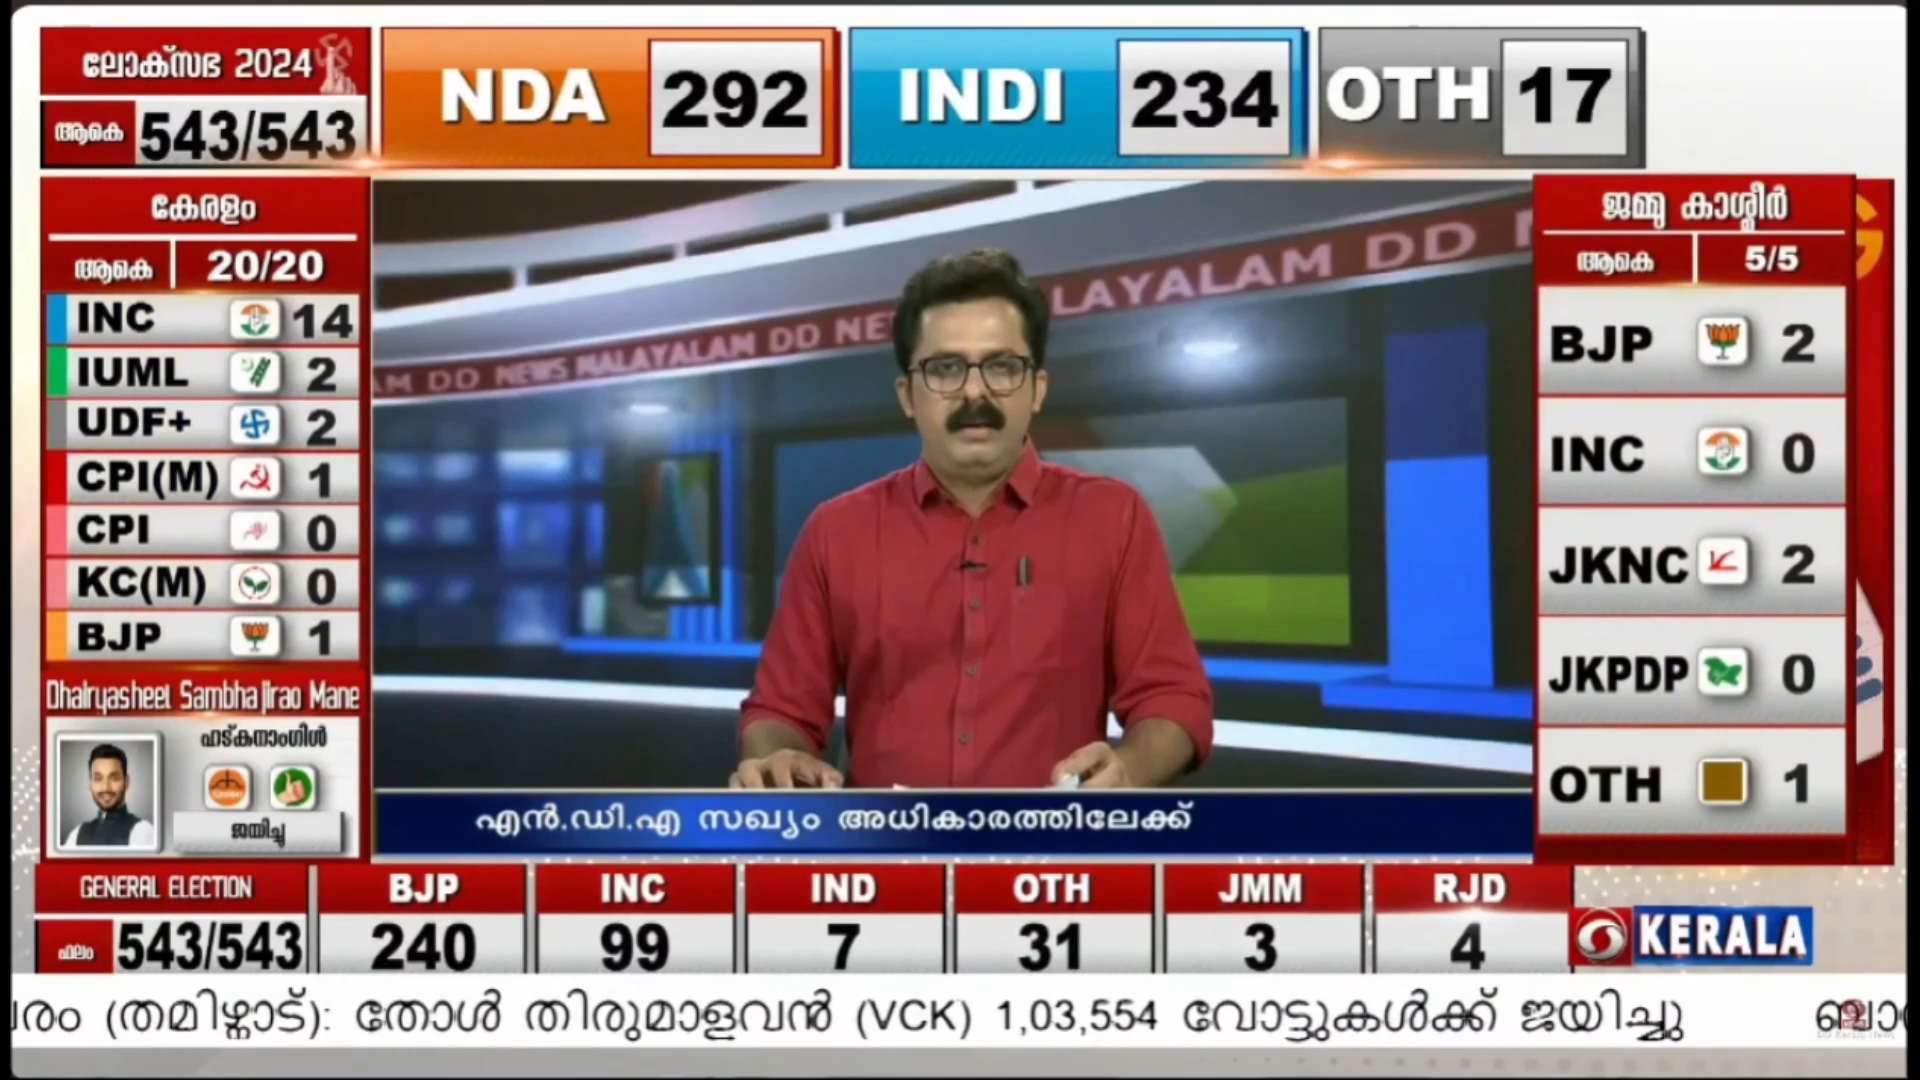 ലോക്സഭ 2024
ആകെ 543/543
NDA 292
INDI 234
OTH 17
കേരളം
ആകെ 20/20
INC 14
IUML 2
UDF+ 2
CPI(M) 1
CPI 0
KC(M) 0
BJP 1
Dhairyasheel Sambhajirao Mane
ഹട്കനാംഗിൾ
ജയിച്ചു
AM DD NEWS MALAYALAM DD NE
LAYALAM DD
ജമ്മു കാശ്മീർ
ആകെ 5/5
BJP 2
INC 0
JKNC 2
JKPDP 0
OTH 1
എൻ.ഡി.എ സഖ്യം അധികാരത്തിലേക്ക്
GENERAL ELECTION
ഫലം 543/543
BJP 240
INC 99
IND 7
OTH 31
JMM 3
RJD 4
KERALA
രം (തമിഴ്നാട്): തോൾ തിരുമാളവൻ (VCK) 1,03,554 വോട്ടുകൾക്ക് ജയിച്ചു